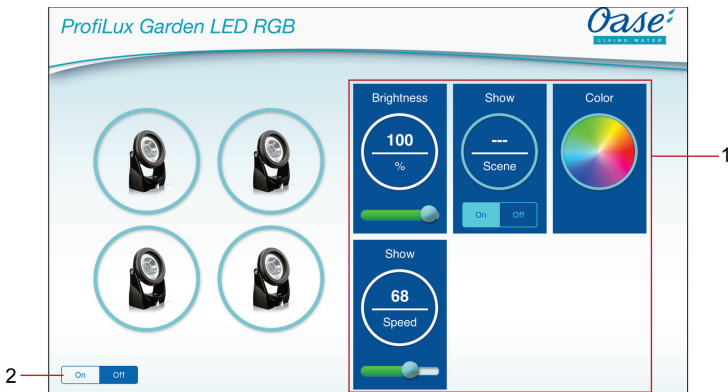 ProfiLux Garden LED RGB
Oase
LIVING WATER
Brightness
100
%
Show
---
Scene
On Off
Color
1
Show
68
Speed
2
On Off